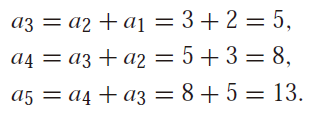 a₃ = a₂ + a₁ = 3 + 2 = 5,
a₄ = a₃ + a₂ = 5 + 3 = 8,
a₅ = a₄ + a₃ = 8 + 5 = 13.